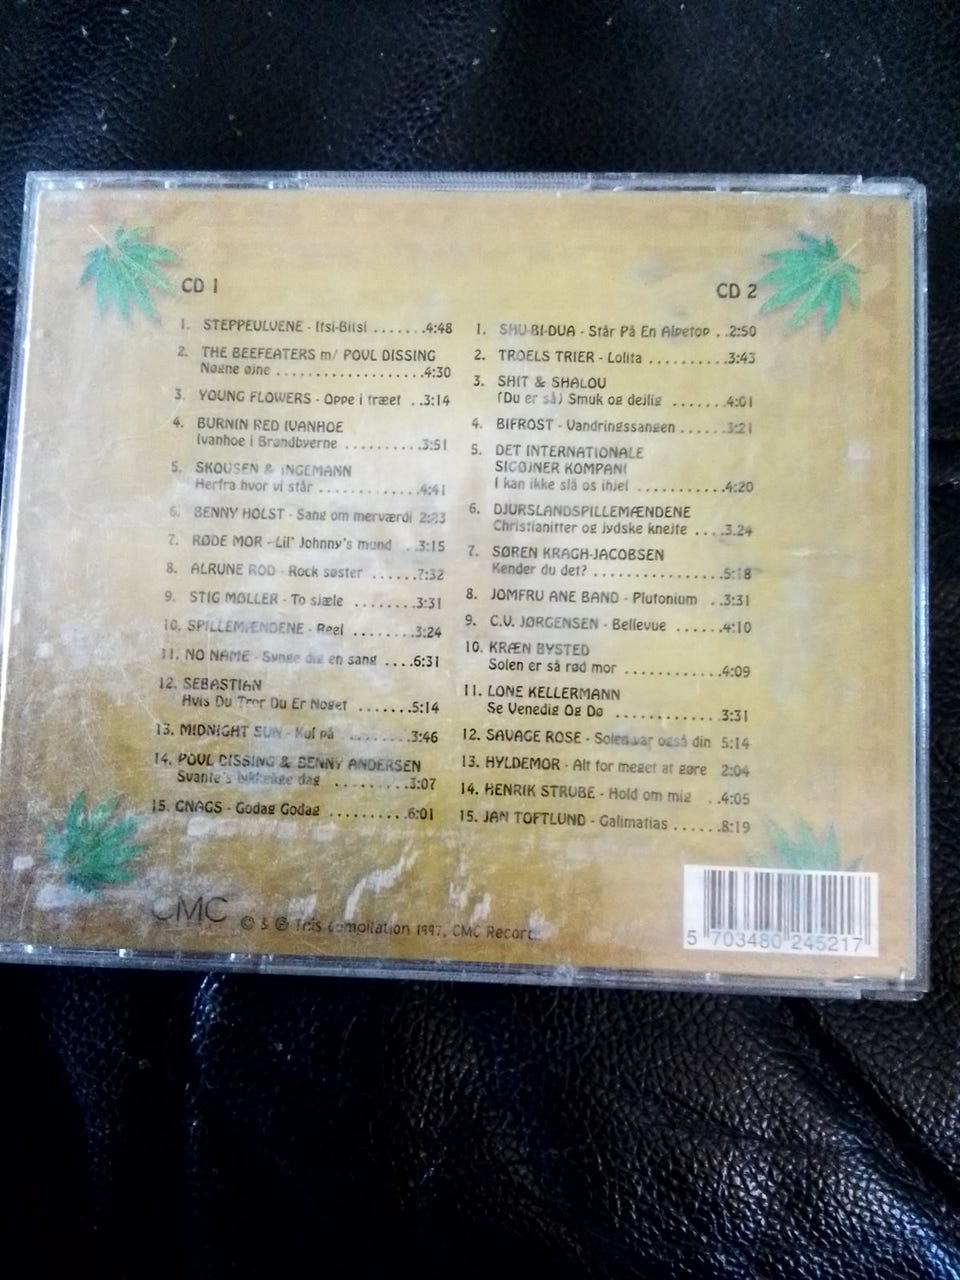 CD 1
1. STEPPEULVENE - Itsi-Bitsi .......4:48
2. THE BEEFEATERS m/ POUL DISSING
Nøgne øjne ...................4:30
3. YOUNG FLOWERS - Oppe i træet ..3:14
4. BURNIN RED IVANHOE
Ivanhoe i Brøndbyerne ..........3:51
5. SKOUSEN & INGEMANN
Herfra hvor vi står .............4:41
6. BENNY HOLST - Sang om merværdi 2:23
7. RØDE MOR - Lil' Johnny's mund ..3:15
8. ALRUNE ROD - Rock søster ......7:32
9. STIG MØLLER - To sjæle ........3:31
10. SPILLEMÆNDENE - Reel ........3:24
11. NO NAME - Synge dig en sang ....6:31
12. SEBASTIAN
Hvis Du Tror Du Er Noget .......5:14
13. MIDNIGHT SUN - Kul på ........3:46
14. POUL DISSING & BENNY ANDERSEN
Svante's lykkelige dag ..........3:07
15. GNAGS - Godag Godag ..........6:01
CD 2
1. SHU-BI-DUA - Står På En Alpetop ..2:50
2. TROELS TRIER - Lolita .........3:43
3. SHIT & SHALOU
(Du er så) Smuk og dejlig .......4:01
4. BIFROST - Vandringssangen ......3:21
5. DET INTERNATIONALE
SIGØJNER KOMPANI
I kan ikke slå os ihjel ...........4:20
6. DJURSLANDSPILLEMÆNDENE
Christianitter og jydske knejte ....3.24
7. SØREN KRAGH-JACOBSEN
Kender du det? ................5:18
8. JOMFRU ANE BAND - Plutonium ..3:31
9. C.V. JØRGENSEN - Bellevue ......4:10
10. KRÆN BYSTED
Solen er så rød mor ............4:09
11. LONE KELLERMANN
Se Venedig Og Dø .............3:31
12. SAVAGE ROSE - Solen var også din 5:14
13. HYLDEMOR - Alt for meget at gøre 2:04
14. HENRIK STRUBE - Hold om mig ..4:05
15. JAN TOFTLUND - Galimatias ......8:19
CMC © & ℗ This compilation 1997, CMC Records
5 703480 245217